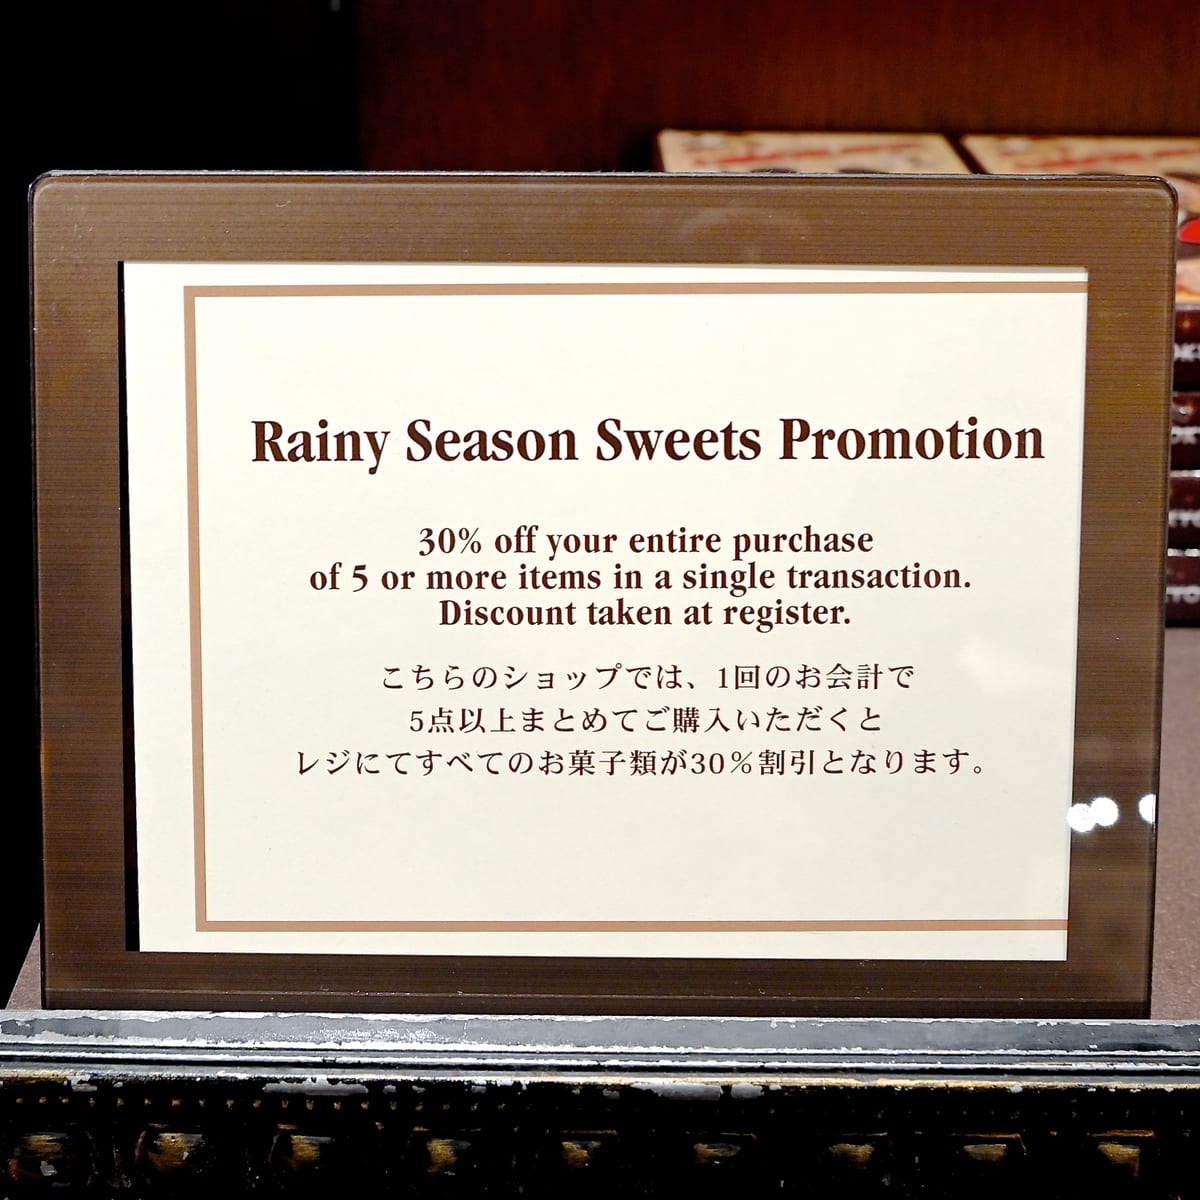 Rainy Season Sweets Promotion
30% off your entire purchase
of 5 or more items in a single transaction.
Discount taken at register.
こちらのショップでは、1回のお会計で
5点以上まとめてご購入いただくと
レジにてすべてのお菓子類が30%割引となります。